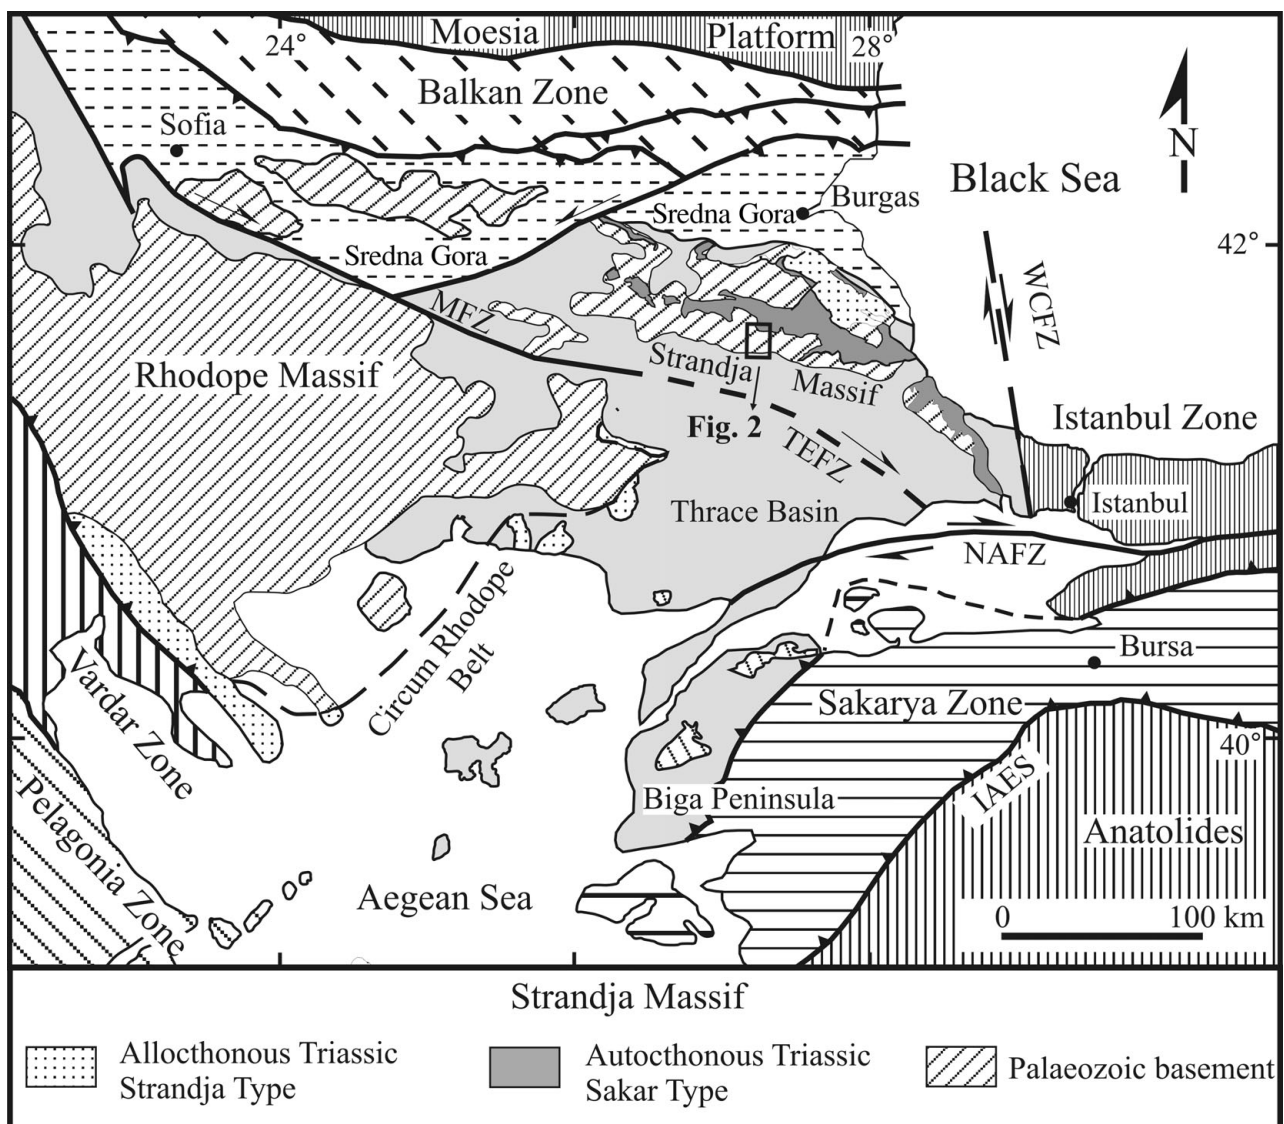 Moesia Platform
24°
28°
Balkan Zone
Sofia
N
Black Sea
Burgas
Sredna Gora
Sredna Gora
42°
WCFZ
MFZ
Rhodope Massif
Strandja Massif
Fig. 2
TEFZ
Istanbul Zone
Istanbul
Thrace Basin
NAFZ
Circum Rhodope
Belt
Bursa
Vardar Zone
Sakarya Zone
40°
IAES
Biga Peninsula
Pelagonia Zone
Anatolides
Aegean Sea
0 100 km
Strandja Massif
Allocthonous Triassic
Strandja Type
Autocthonous Triassic
Sakar Type
Palaeozoic basement